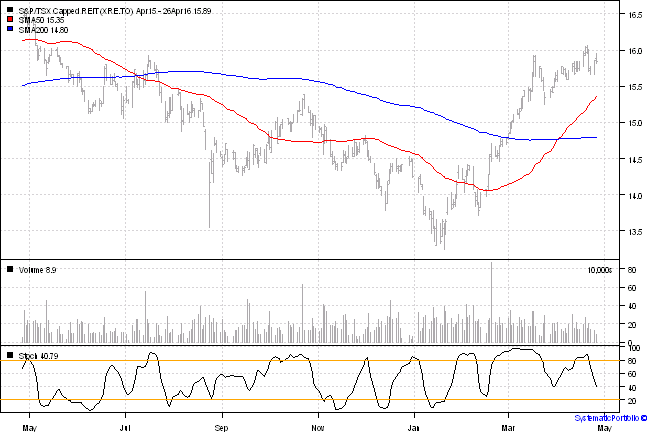 S&P/TSX Capped REIT(XRE.TO) Apr15 - 26Apr16 15.89
SMA50 15.35
SMA200 14.80
16.5
16.0
15.5
15.0
14.5
14.0
13.5
Volume 8.9
10,000s
80
60
40
20
0
Stoch 40.79
100
80
60
40
20
May
Jul
Sep
Nov
Jan
Mar
May
SystematicPortfolio ©